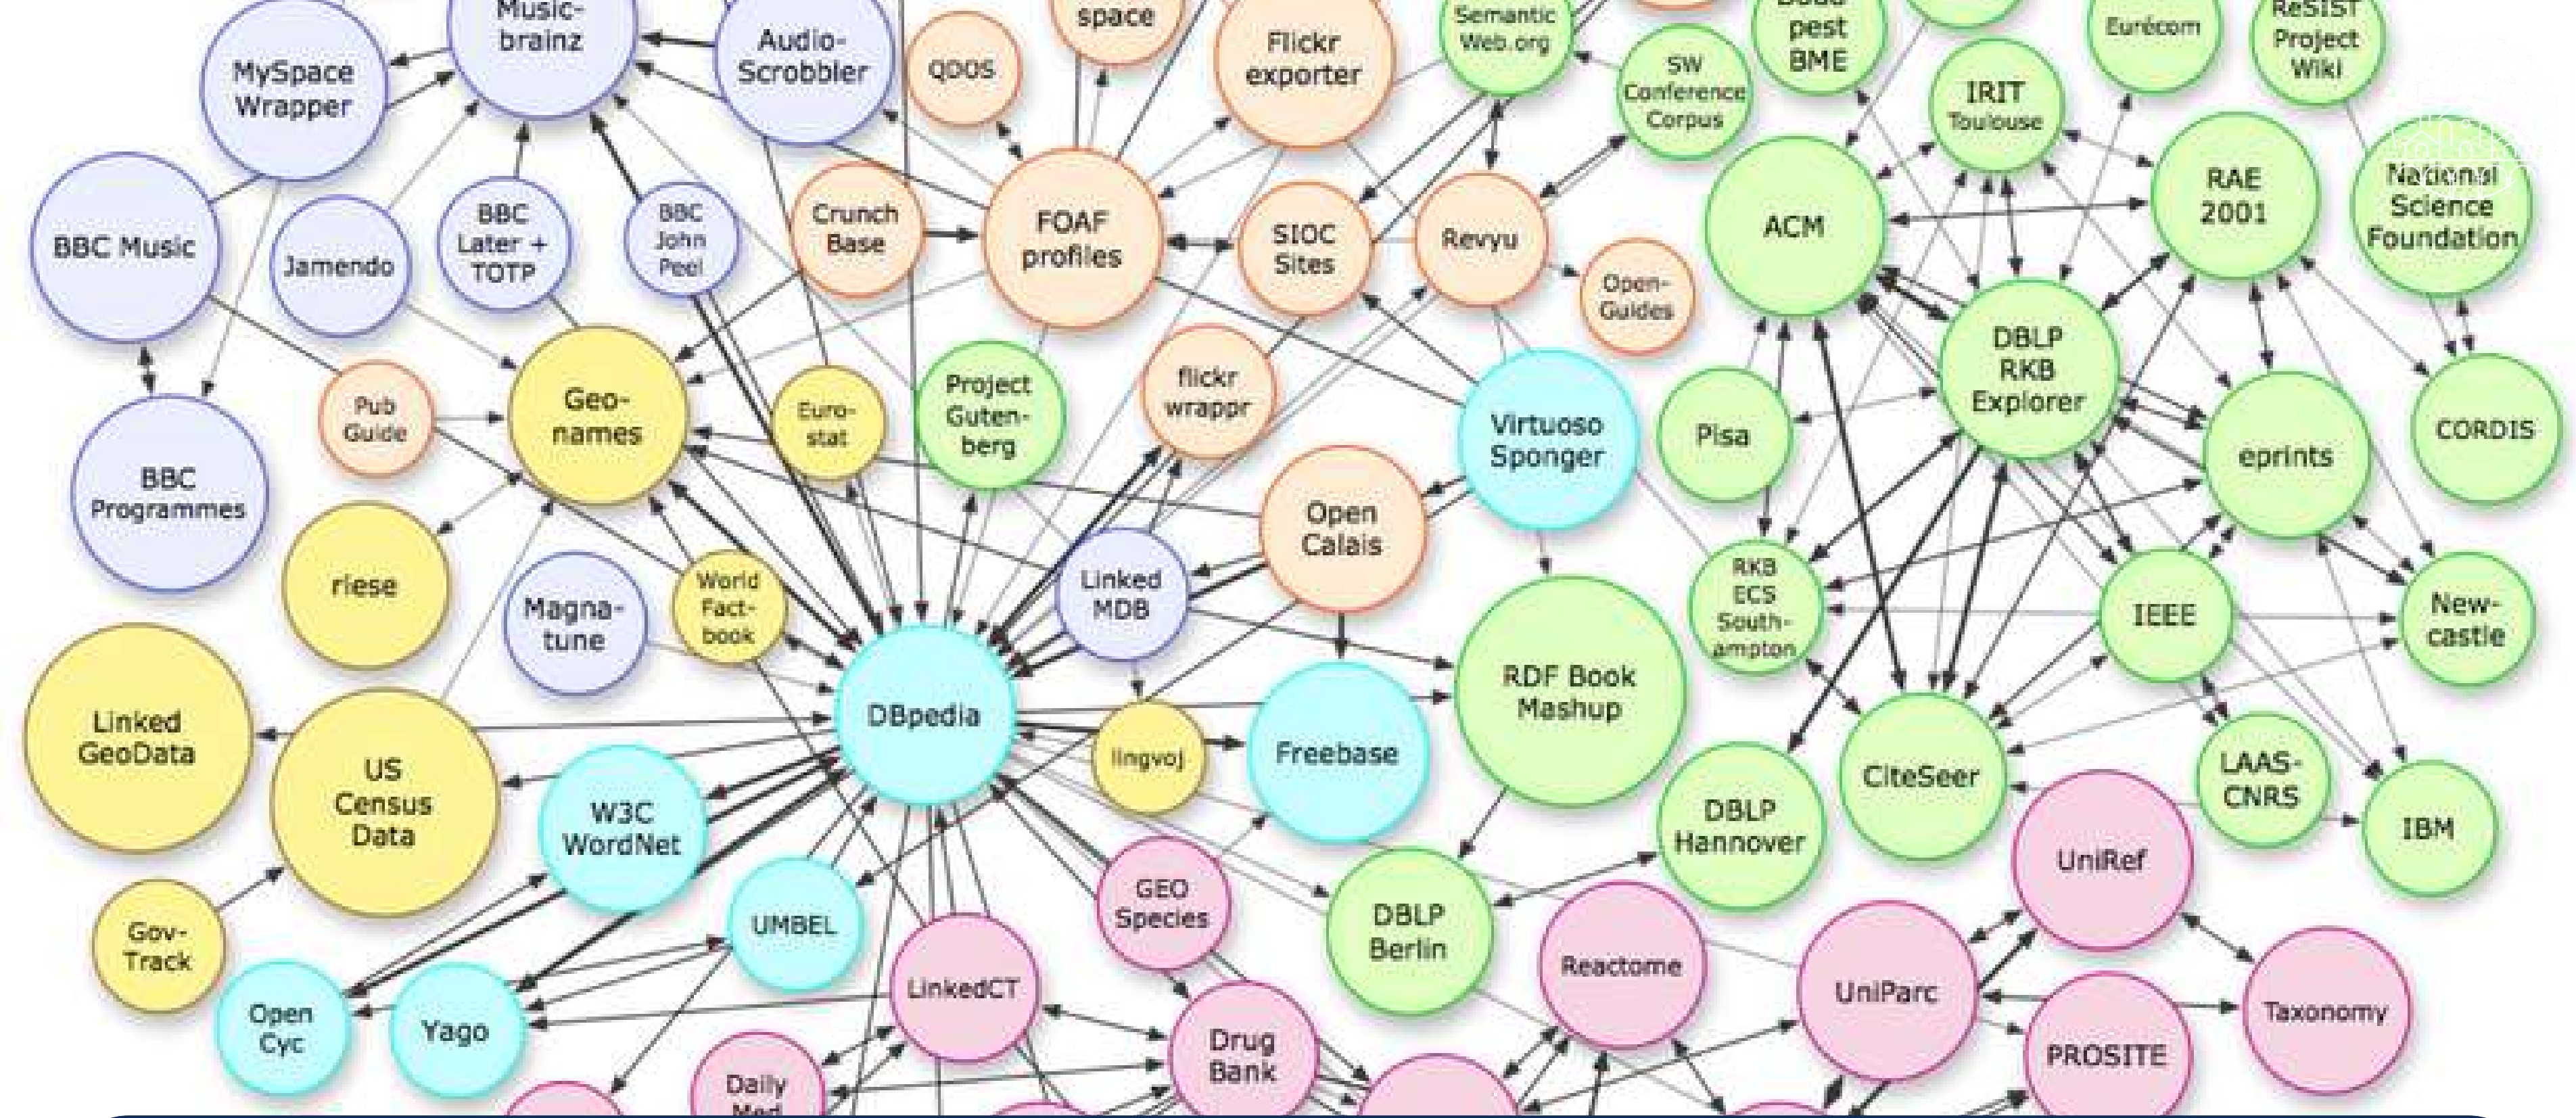 Music-
brainz
MySpace
Wrapper
Audio-
Scrobbler
QDOS
space
Flickr
exporter
Semantic
Web.org
SW
Conference
Corpus
pest
BME
IRIT
Toulouse
Eurécom
ReSIST
Project
Wiki
BBC Music
Jamendo
BBC
Later +
TOTP
BBC
John
Peel
Crunch
Base
FOAF
profiles
SIOC
Sites
Revyu
Open-
Guides
ACM
RAE
2001
National
Science
Foundation
BBC
Programmes
Pub
Guide
Geo-
names
Euro-
stat
Project
Guten-
berg
flickr
wrappr
Virtuoso
Sponger
Pisa
DBLP
RKB
Explorer
eprints
CORDIS
riese
Magna-
tune
World
Fact-
book
Linked
MDB
Open
Calais
RKB
ECS
South-
ampton
IEEE
New-
castle
Linked
GeoData
US
Census
Data
W3C
WordNet
DBpedia
lingvoj
Freebase
RDF Book
Mashup
DBLP
Hannover
CiteSeer
LAAS-
CNRS
IBM
Gov-
Track
Open
Cyc
Yago
UMBEL
LinkedCT
GEO
Species
DBLP
Berlin
Reactome
UniParc
UniRef
Taxonomy
PROSITE
Drug
Bank
Daily
Med